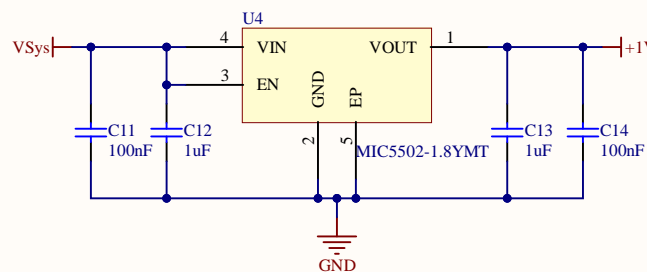 U4
VSys
4
VIN
VOUT
1
+1V
3
EN
GND
EP
C11
100nF
C12
1uF
2
5
MIC5502-1.8YMT
C13
1uF
C14
100nF
GND